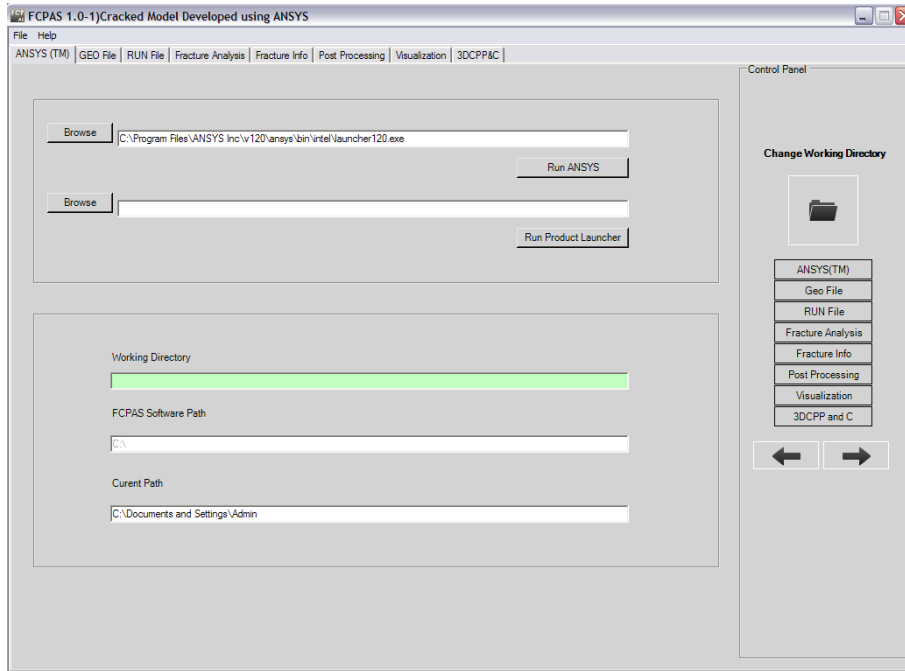 FCPAS 1.0-1)Cracked Model Developed using ANSYS
File Help
ANSYS (TM) GEO File RUN File Fracture Analysis Fracture Info Post Processing Visualization 3DCPP&C
Control Panel
Browse C:\Program Files\ANSYS Inc\v120\ansys\bin\intel\launcher120.exe
Run ANSYS
Browse
Run Product Launcher
Change Working Directory
ANSYS(TM)
Geo File
RUN File
Fracture Analysis
Fracture Info
Post Processing
Visualization
3DCPP and C
Working Directory
FCPAS Software Path
C:\
Curent Path
C:\Documents and Settings\Admin